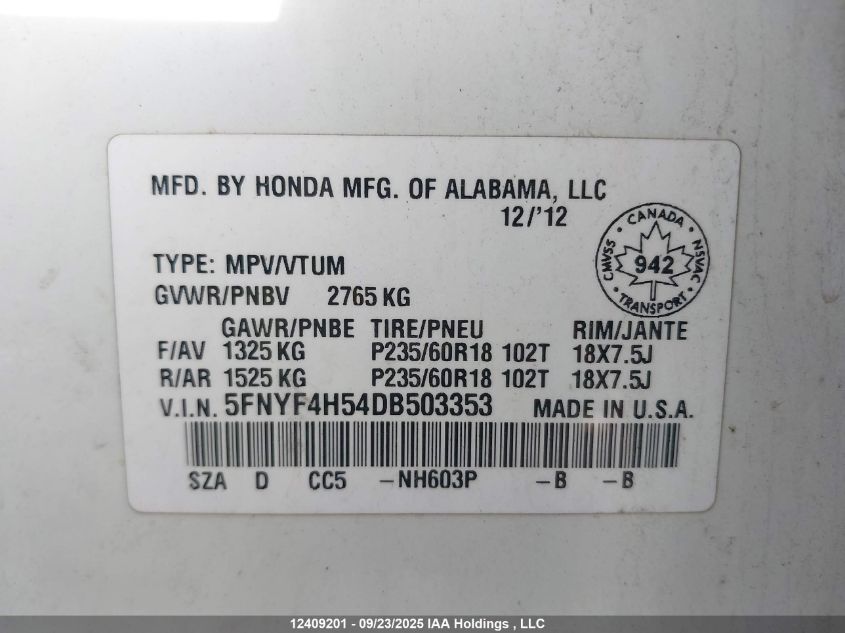 MFD. BY HONDA MFG. OF ALABAMA, LLC
12/'12
CANADA
CMVSS
NSVAC
942
TRANSPORT
TYPE: MPV/VTUM
GVWR/PNBV 2765 KG
GAWR/PNBE TIRE/PNEU RIM/JANTE
F/AV 1325 KG P235/60R18 102T 18X7.5J
R/AR 1525 KG P235/60R18 102T 18X7.5J
V.I.N. 5FNYF4H54DB503353 MADE IN U.S.A.
SZA D CC5 -NH603P -B -B
12409201 - 09/23/2025 IAA Holdings , LLC